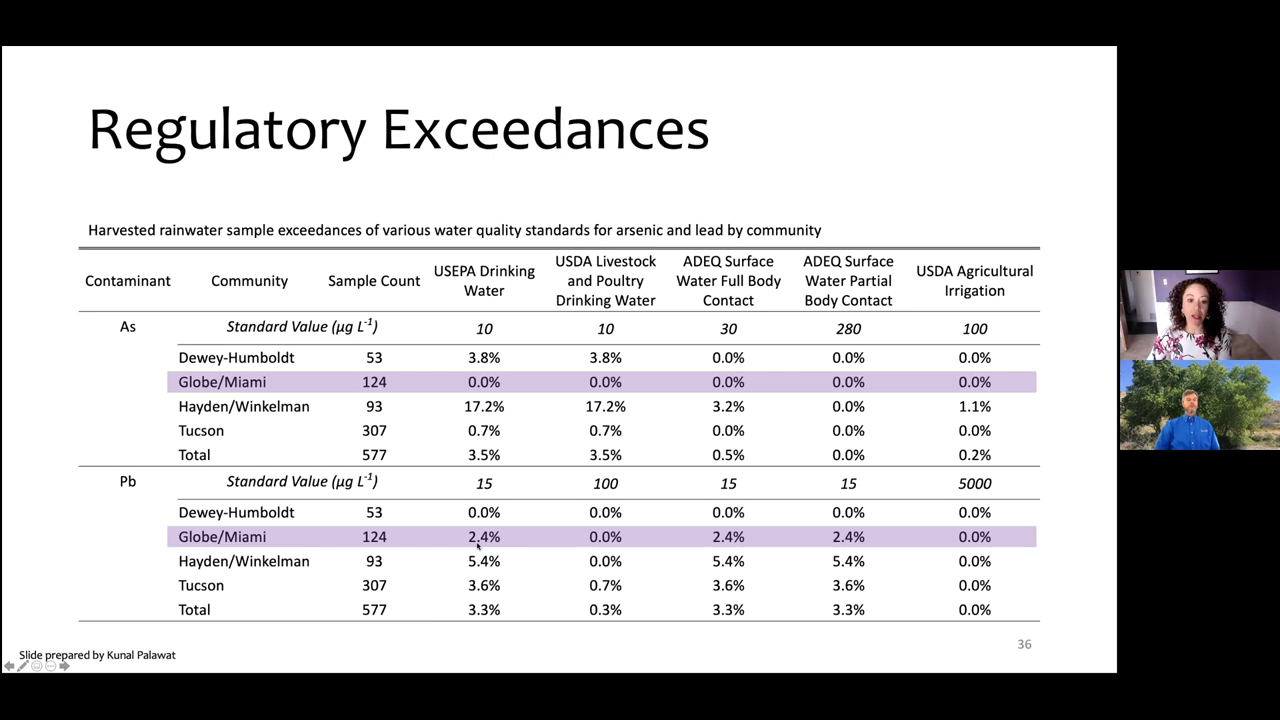 Regulatory Exceedances
Harvested rainwater sample exceedances of various water quality standards for arsenic and lead by community
Contaminant Community Sample Count USEPA Drinking Water USDA Livestock and Poultry Drinking Water ADEQ Surface Water Full Body Contact ADEQ Surface Water Partial Body Contact USDA Agricultural Irrigation
As Standard Value (µg L-1) 10 10 30 280 100
Dewey-Humboldt 53 3.8% 3.8% 0.0% 0.0% 0.0%
Globe/Miami 124 0.0% 0.0% 0.0% 0.0% 0.0%
Hayden/Winkelman 93 17.2% 17.2% 3.2% 0.0% 1.1%
Tucson 307 0.7% 0.7% 0.0% 0.0% 0.0%
Total 577 3.5% 3.5% 0.5% 0.0% 0.2%
Pb Standard Value (µg L-1) 15 100 15 15 5000
Dewey-Humboldt 53 0.0% 0.0% 0.0% 0.0% 0.0%
Globe/Miami 124 2.4% 0.0% 2.4% 2.4% 0.0%
Hayden/Winkelman 93 5.4% 0.0% 5.4% 5.4% 0.0%
Tucson 307 3.6% 0.7% 3.6% 3.6% 0.0%
Total 577 3.3% 0.3% 3.3% 3.3% 0.0%
36
Slide prepared by Kunal Palawat